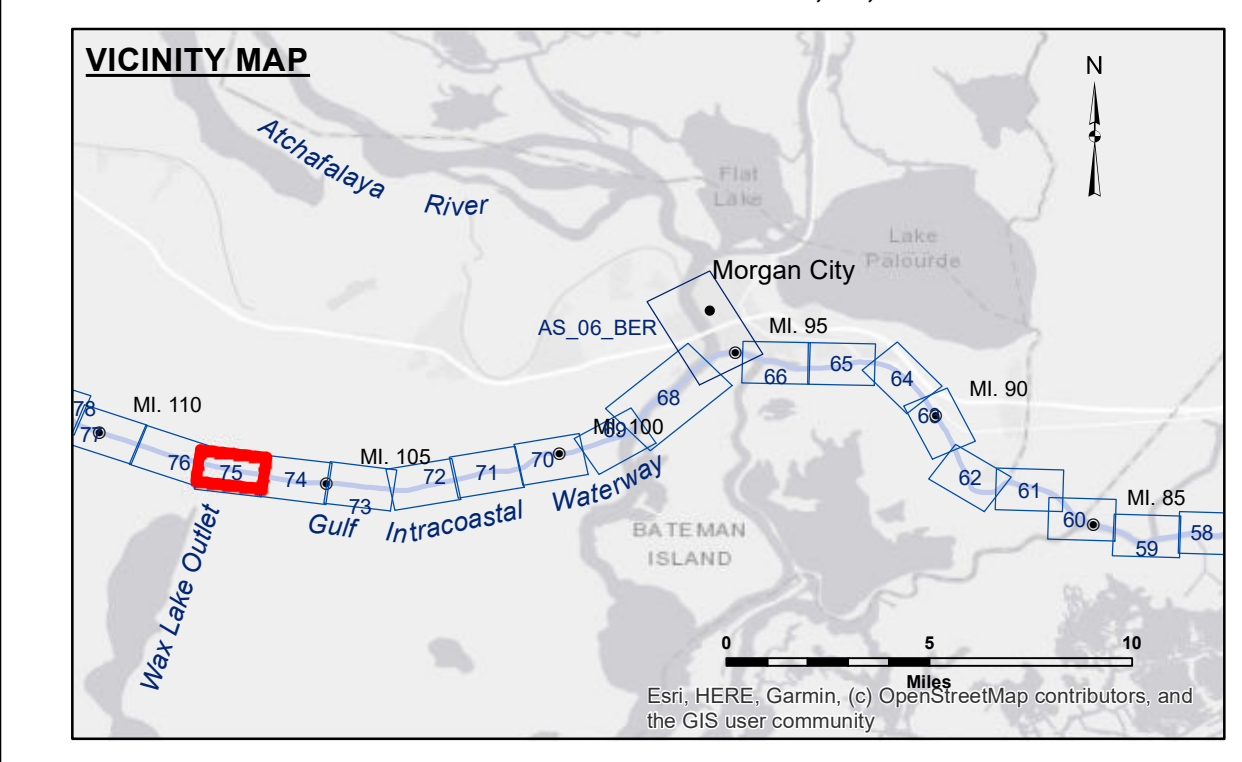 VICINITY MAP
N
Atchafalaya
River
Flat
Lake
Lake
Palourde
Morgan City
AS_06_BER
MI. 95
66
65
64
68
63
MI. 90
69
MI. 100
78
77
MI. 110
76
75
74
MI. 105
73
72
71
70
62
61
60
MI. 85
59
58
Gulf Intracoastal Waterway
Wax Lake Outlet
BATEMAN
ISLAND
0 5 10
Miles
Esri, HERE, Garmin, (c) OpenStreetMap contributors, and
the GIS user community